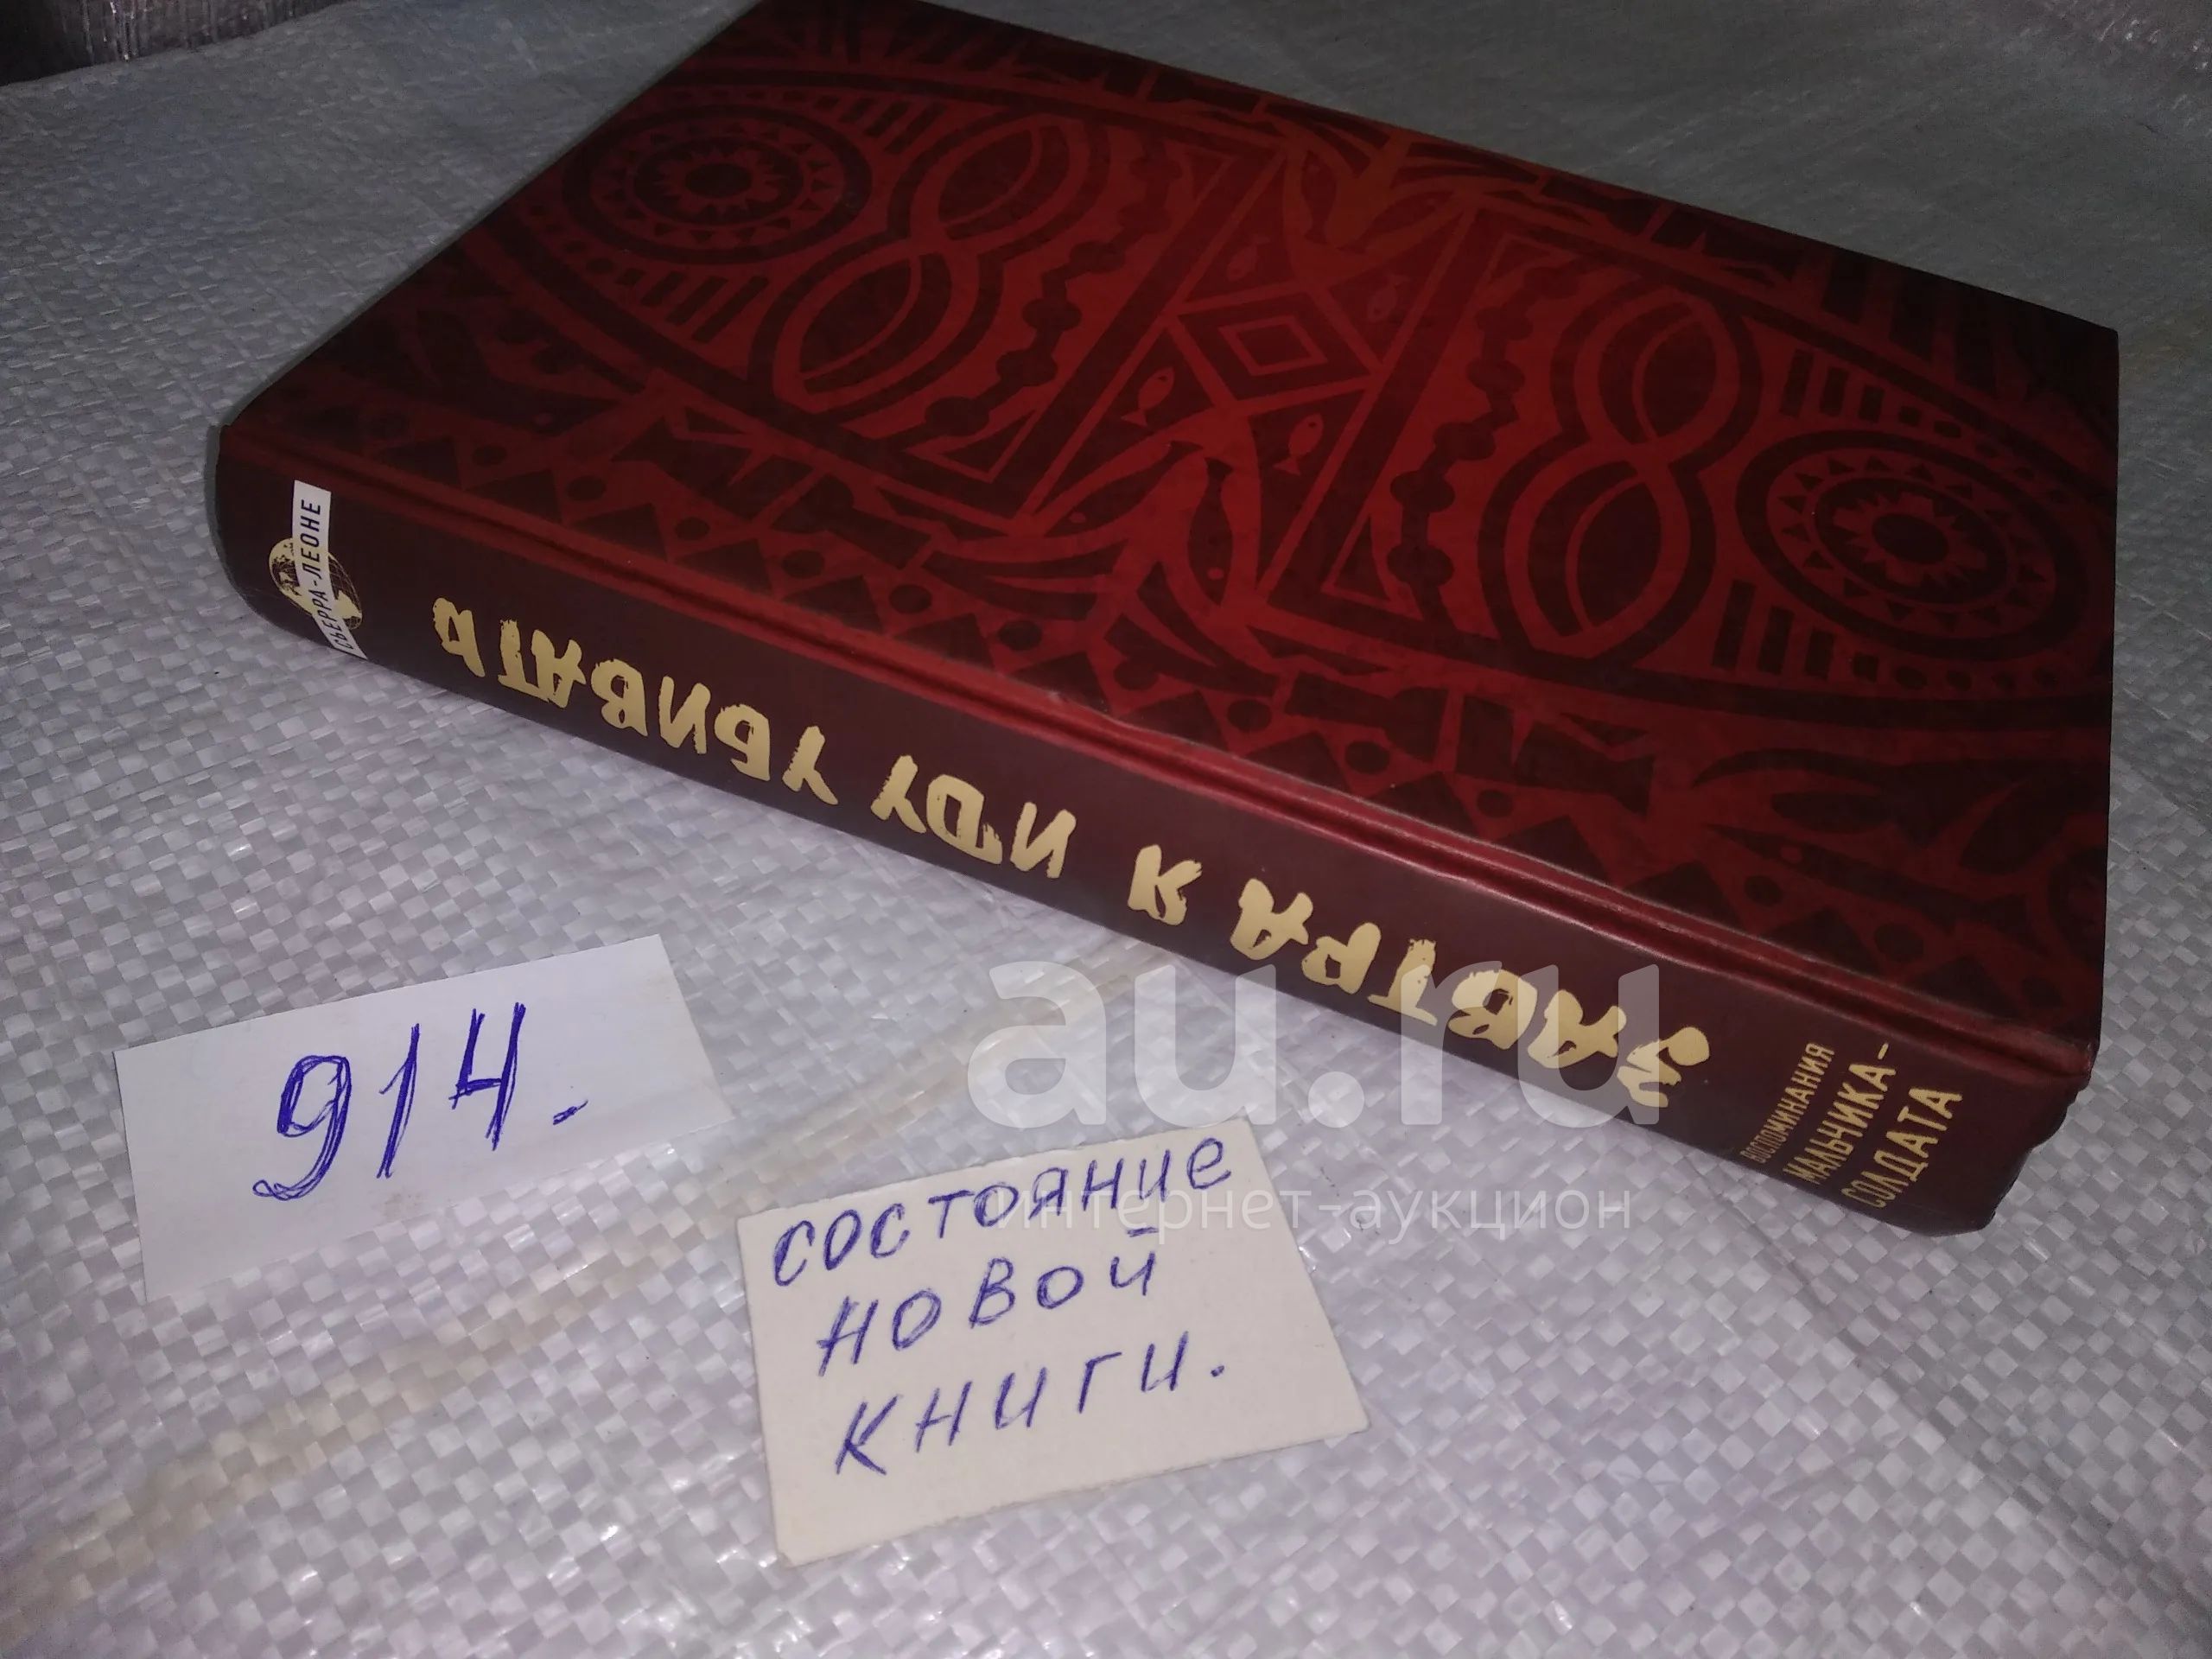 СЬЕРРА-ЛЕОНЕ
ЗАВТРА Я ИДУ УБИВАТЬ
ВОСПОМИНАНИЯ
МАЛЬЧИКА-
СОЛДАТА
914.
au.ru
интернет-аукцион
состояние
новой
книги.